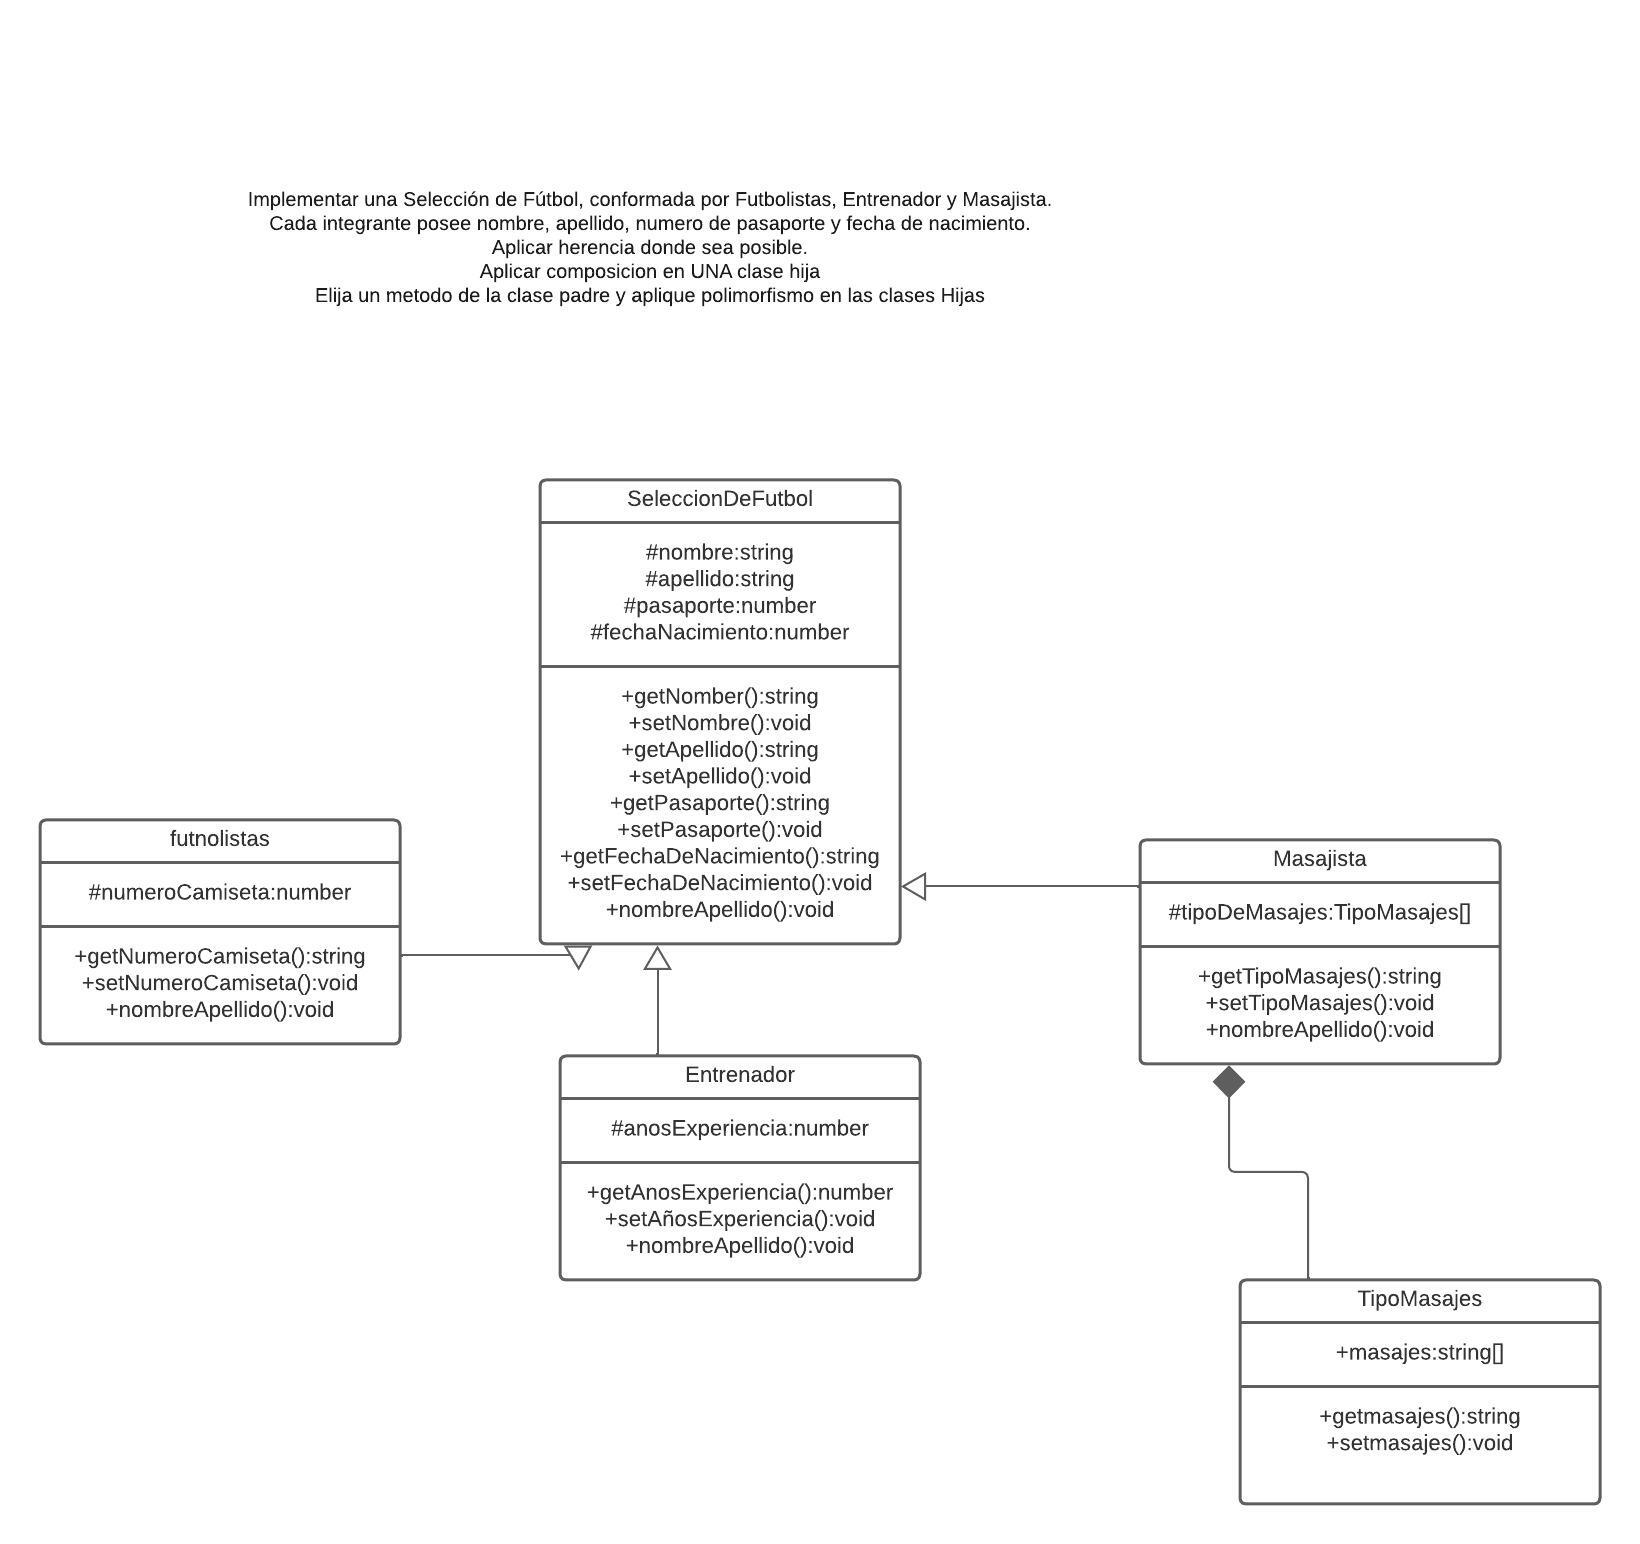 Implementar una Selección de Fútbol, conformada por Futbolistas, Entrenador y Masajista.
Cada integrante posee nombre, apellido, numero de pasaporte y fecha de nacimiento.
Aplicar herencia donde sea posible.
Aplicar composicion en UNA clase hija
Elija un metodo de la clase padre y aplique polimorfismo en las clases Hijas
SeleccionDeFutbol
#nombre:string
#apellido:string
#pasaporte:number
#fechaNacimiento:number
+getNomber():string
+setNombre():void
+getApellido():string
+setApellido():void
+getPasaporte():string
+setPasaporte():void
+getFechaDeNacimiento():string
+setFechaDeNacimiento():void
+nombreApellido():void
futnolistas
#numeroCamiseta:number
+getNumeroCamiseta():string
+setNumeroCamiseta():void
+nombreApellido():void
Masajista
#tipoDeMasajes:TipoMasajes[]
+getTipoMasajes():string
+setTipoMasajes():void
+nombreApellido():void
Entrenador
#anosExperiencia:number
+getAnosExperiencia():number
+setAñosExperiencia():void
+nombreApellido():void
TipoMasajes
+masajes:string[]
+getmasajes():string
+setmasajes():void